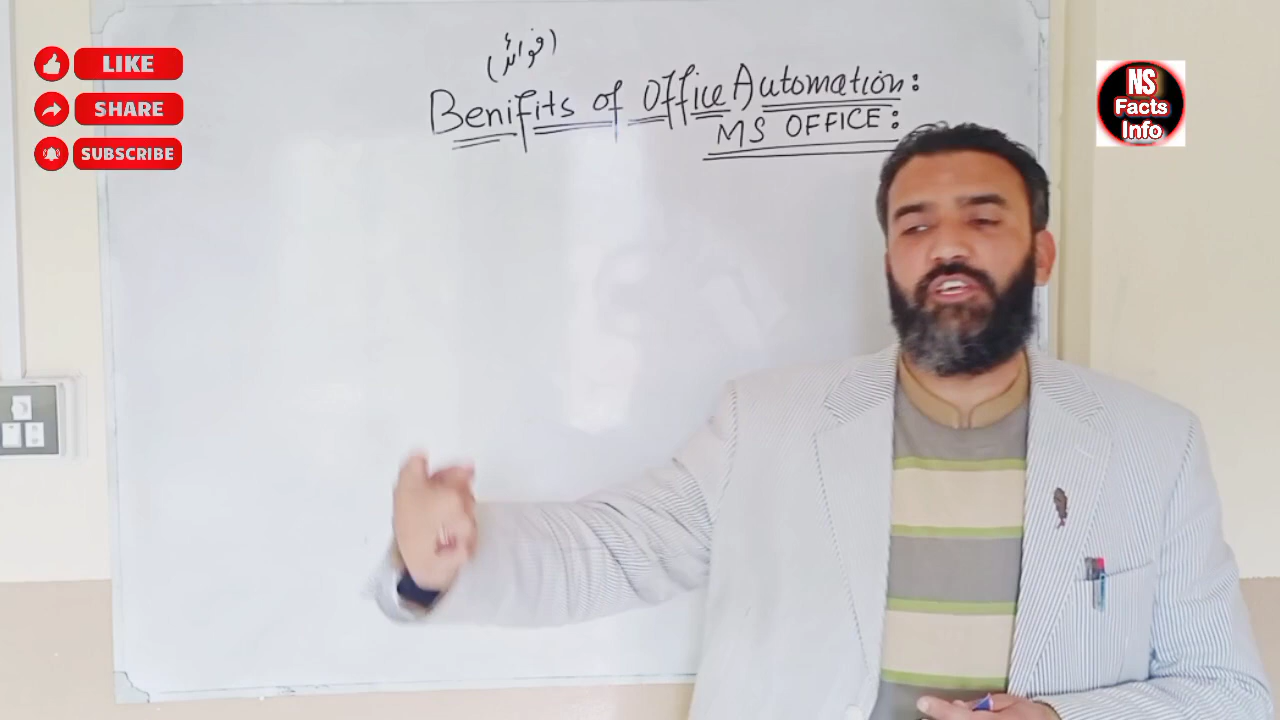 (فوائد)
Benifits of Office Automation:
MS OFFICE:
LIKE
SHARE
SUBSCRIBE
NS
Facts
Info